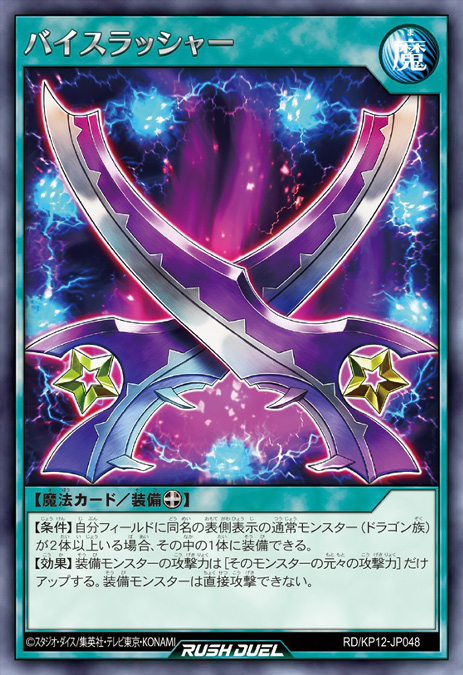 バイスラッシャー
魔
【魔法カード／装備】
【条件】自分フィールドに同名の表側表示の通常モンスター（ドラゴン族）
が2体以上いる場合、その中の1体に装備できる。
【効果】装備モンスターの攻撃力は［そのモンスターの元々の攻撃力］だけ
アップする。装備モンスターは直接攻撃できない。
©スタジオ・ダイス/集英社・テレビ東京・KONAMI
RUSH DUEL
RD/KP12-JP048